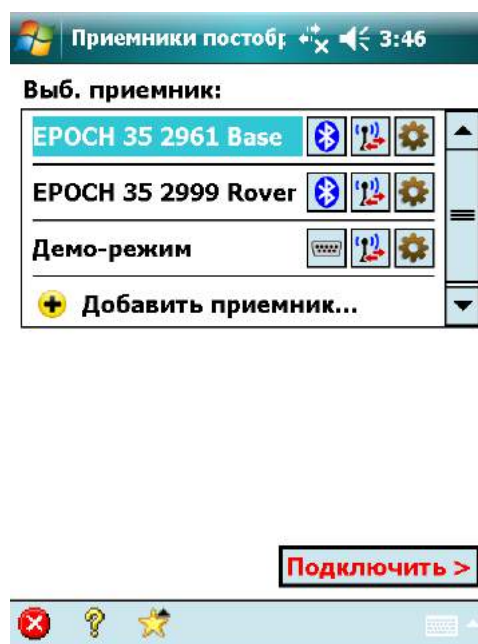 Приемники постобр 3:46
Выб. приемник:
EPOCH 35 2961 Base
EPOCH 35 2999 Rover
Демо-режим
Добавить приемник...
Подключить >